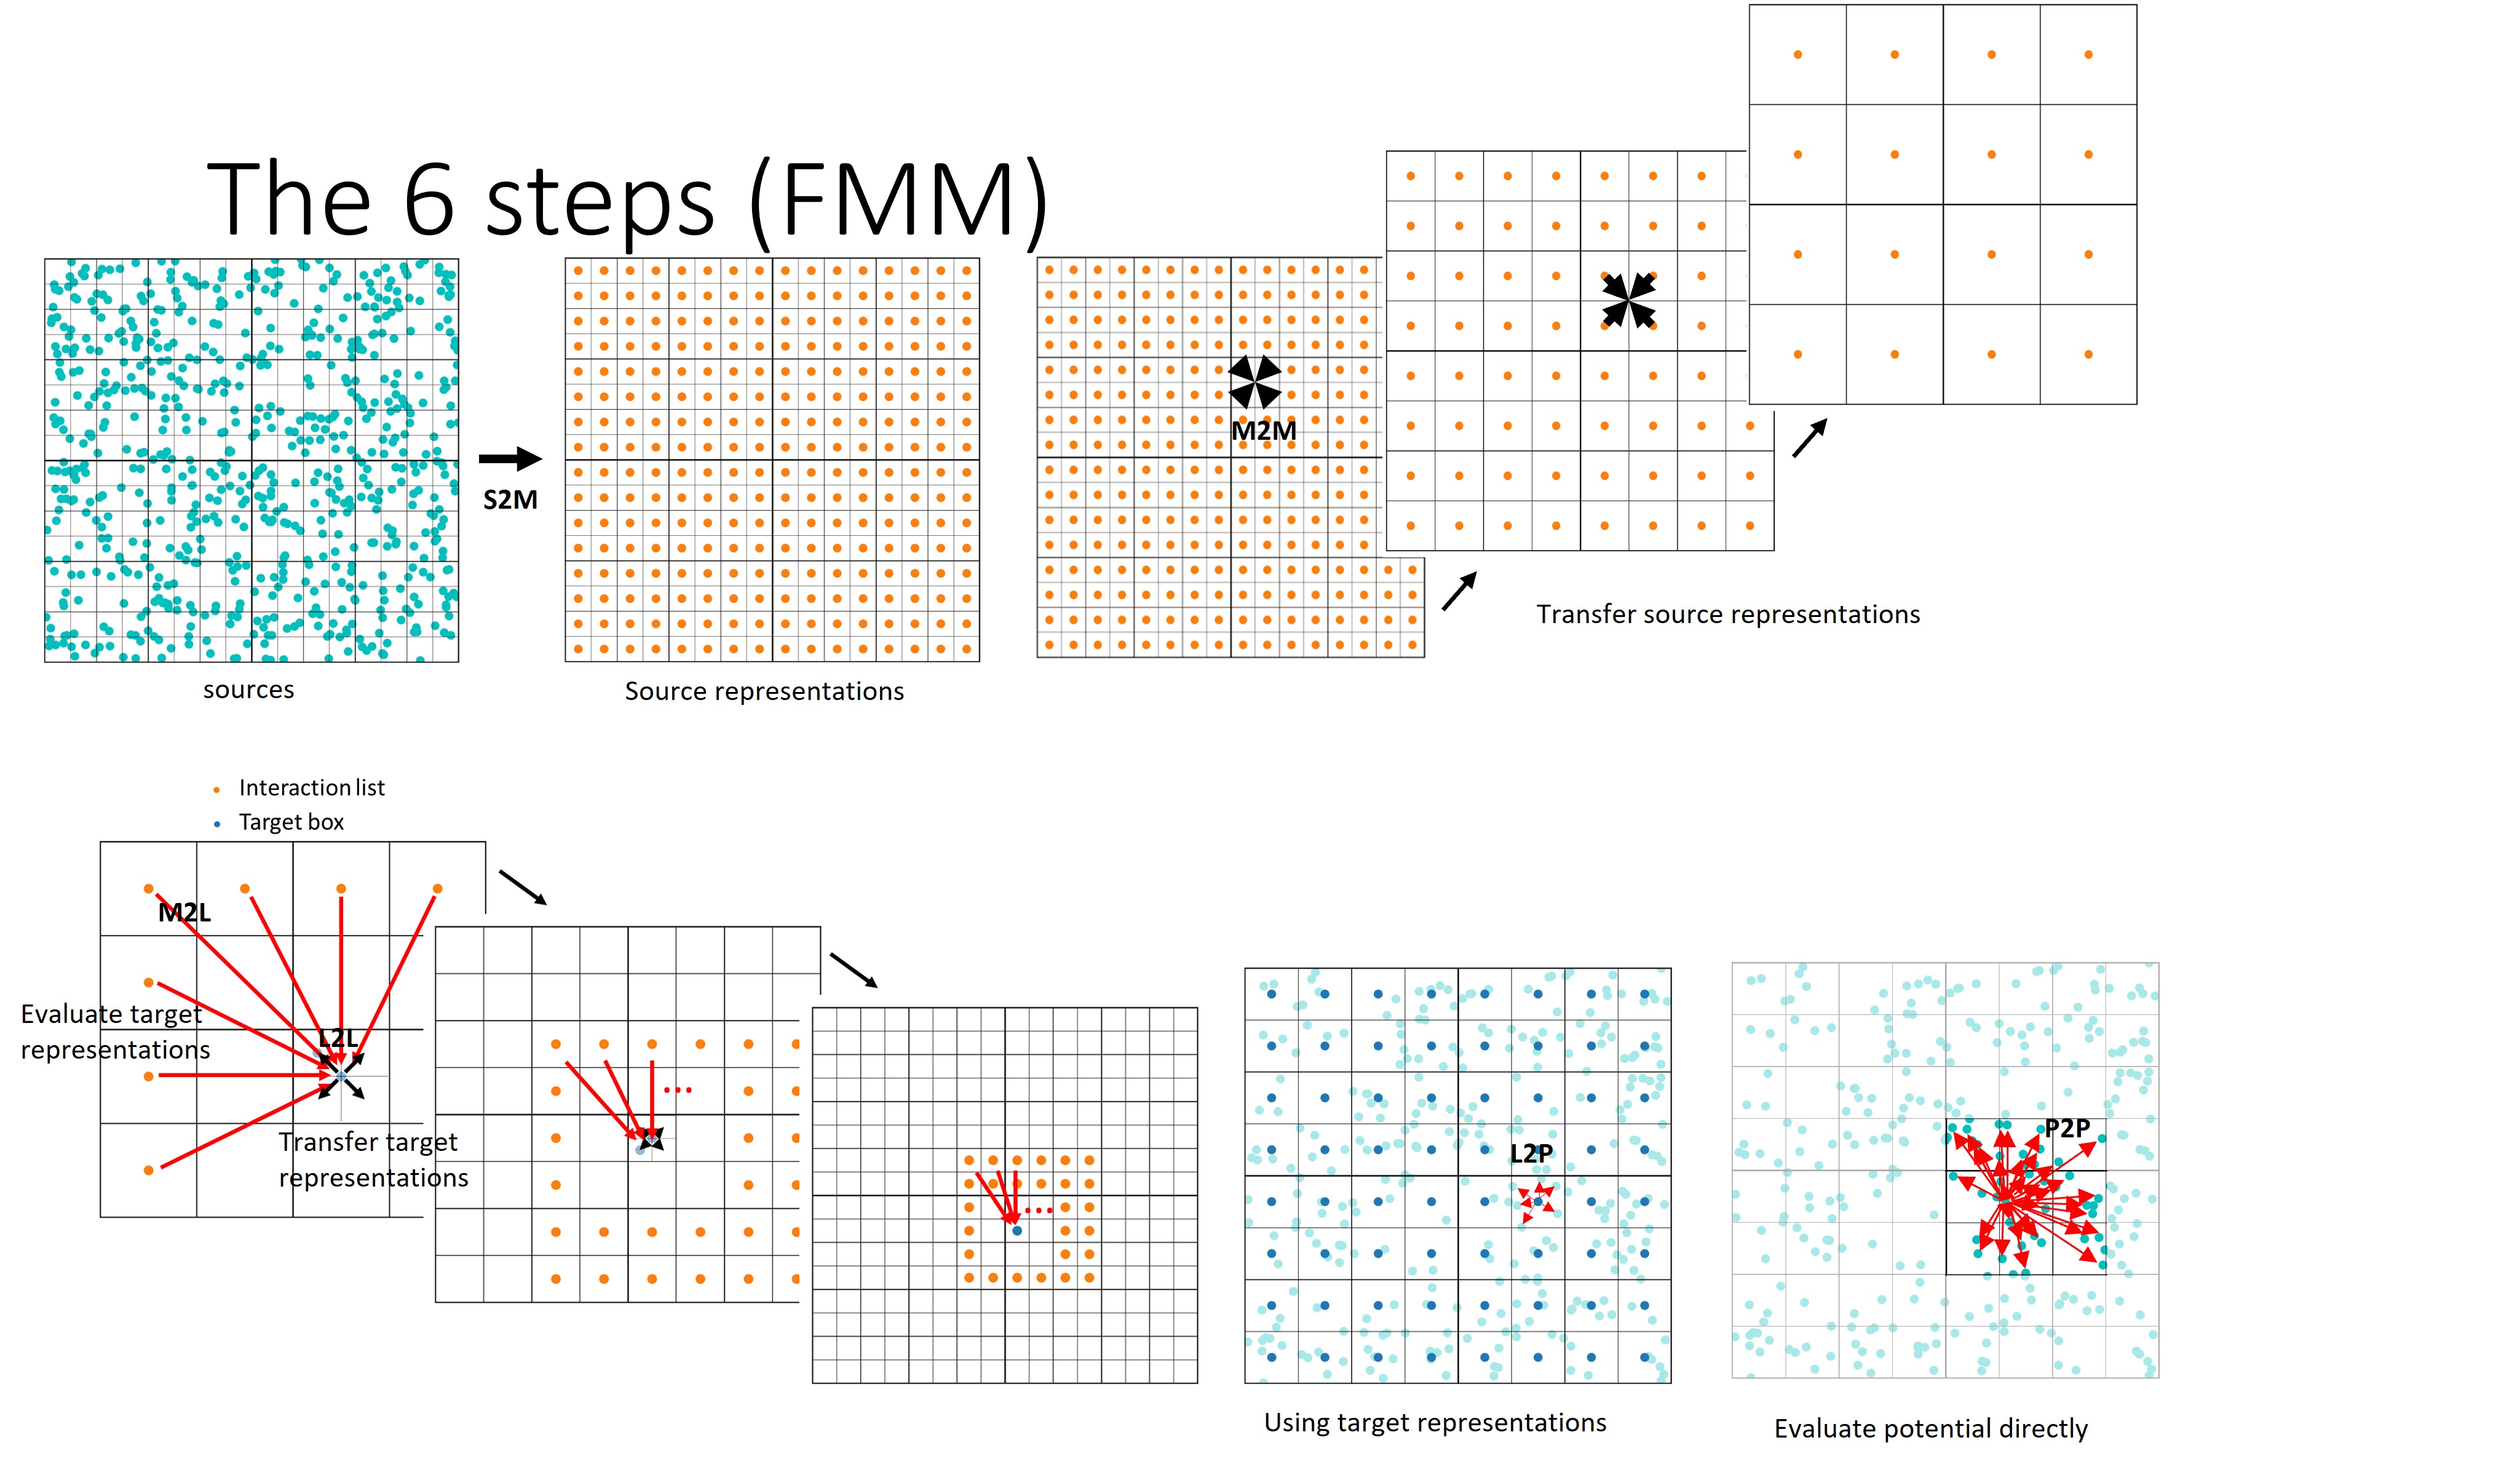 The 6 steps (FMM)
S2M
M2M
sources
Source representations
Transfer source representations
Interaction list
Target box
M2L
Evaluate target
representations
L2L
Transfer target
representations
L2P
P2P
Using target representations
Evaluate potential directly